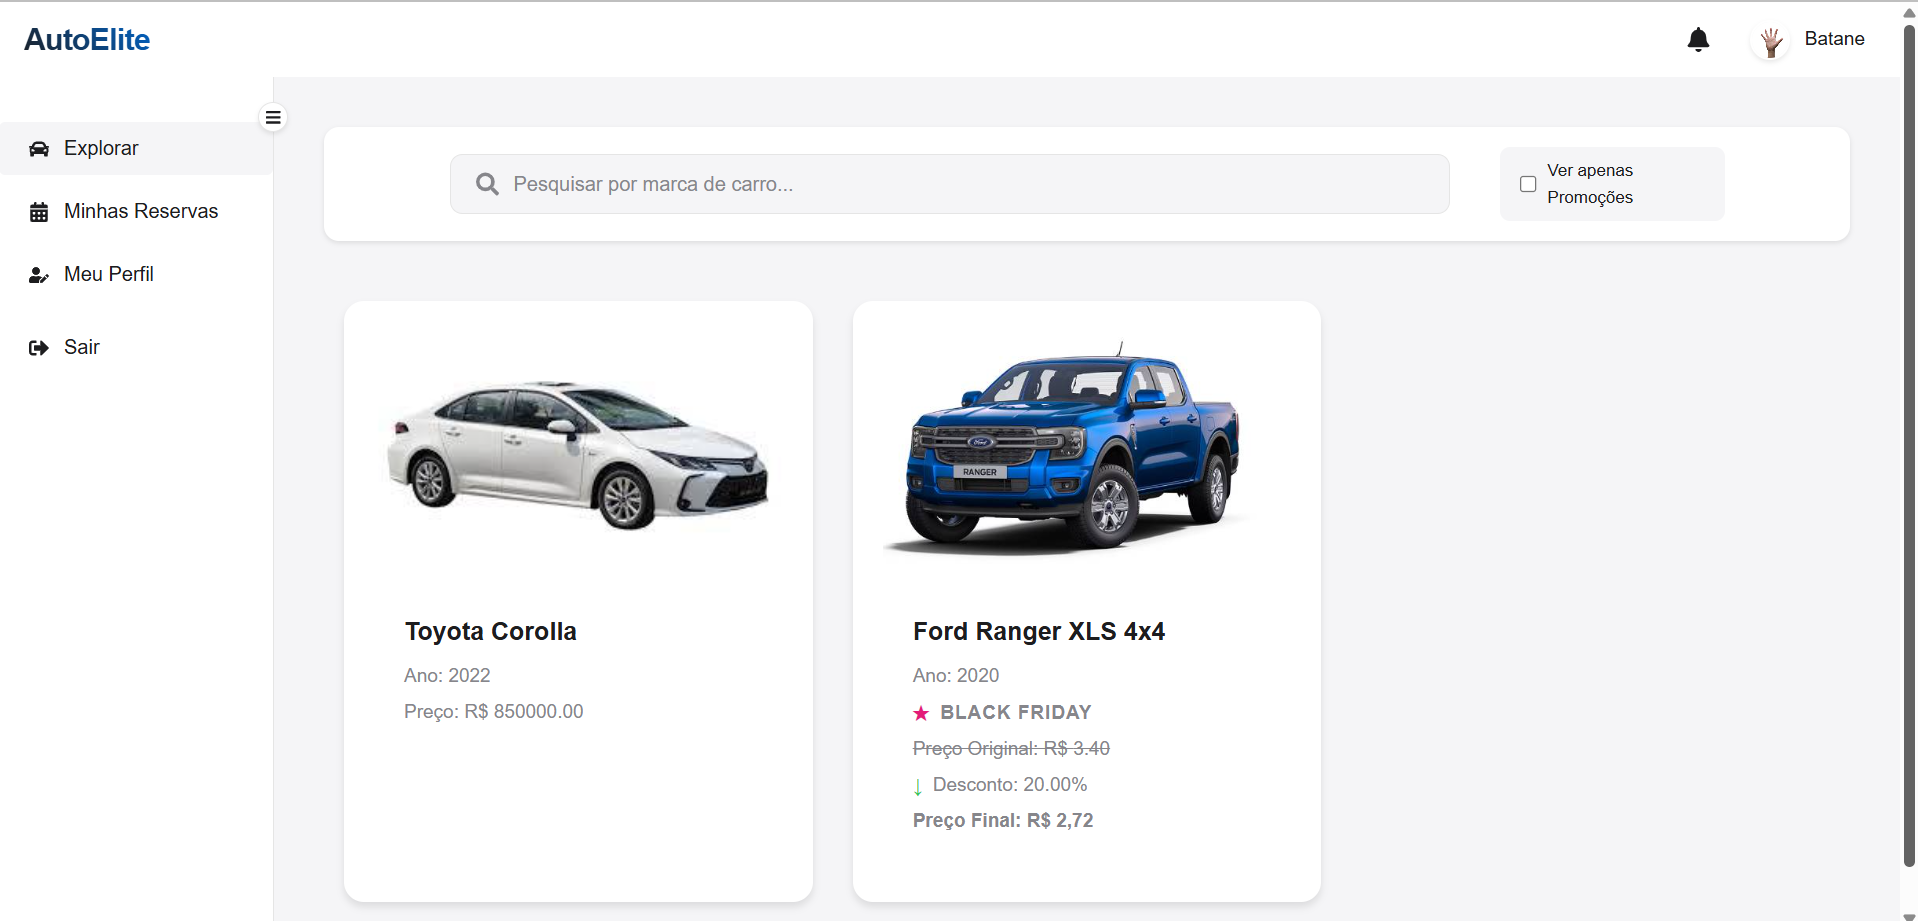 AutoElite
Batane
Explorar
Minhas Reservas
Meu Perfil
Sair
Pesquisar por marca de carro...
Ver apenas
Promoções
Ford
RANGER
Toyota Corolla
Ano: 2022
Preço: R$ 850000.00
Ford Ranger XLS 4x4
Ano: 2020
★ BLACK FRIDAY
Preço Original: R$ 3.40
↓ Desconto: 20.00%
Preço Final: R$ 2,72